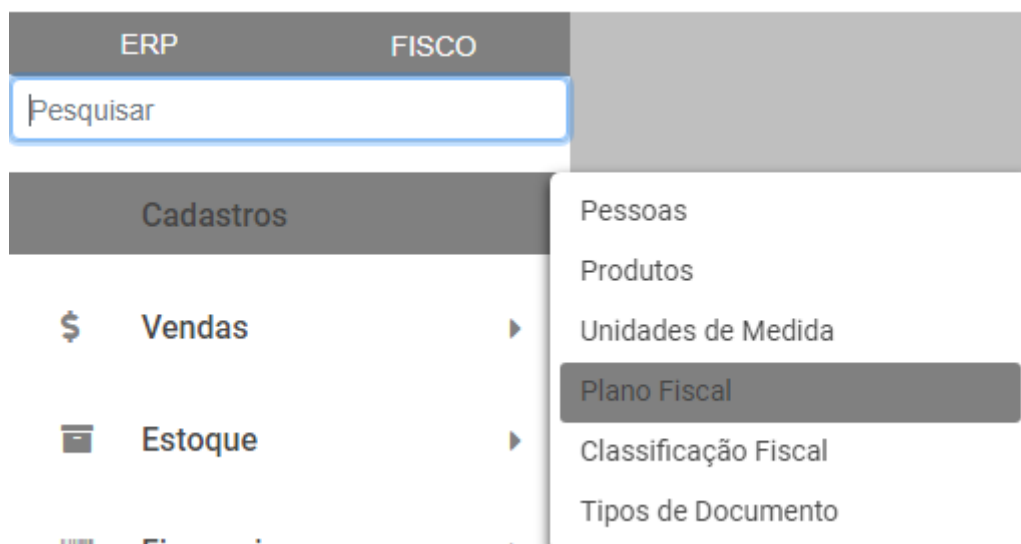 ERP FISCO
Pesquisar
Cadastros
Pessoas
Produtos
Vendas
Unidades de Medida
Plano Fiscal
Estoque
Classificação Fiscal
Tipos de Documento